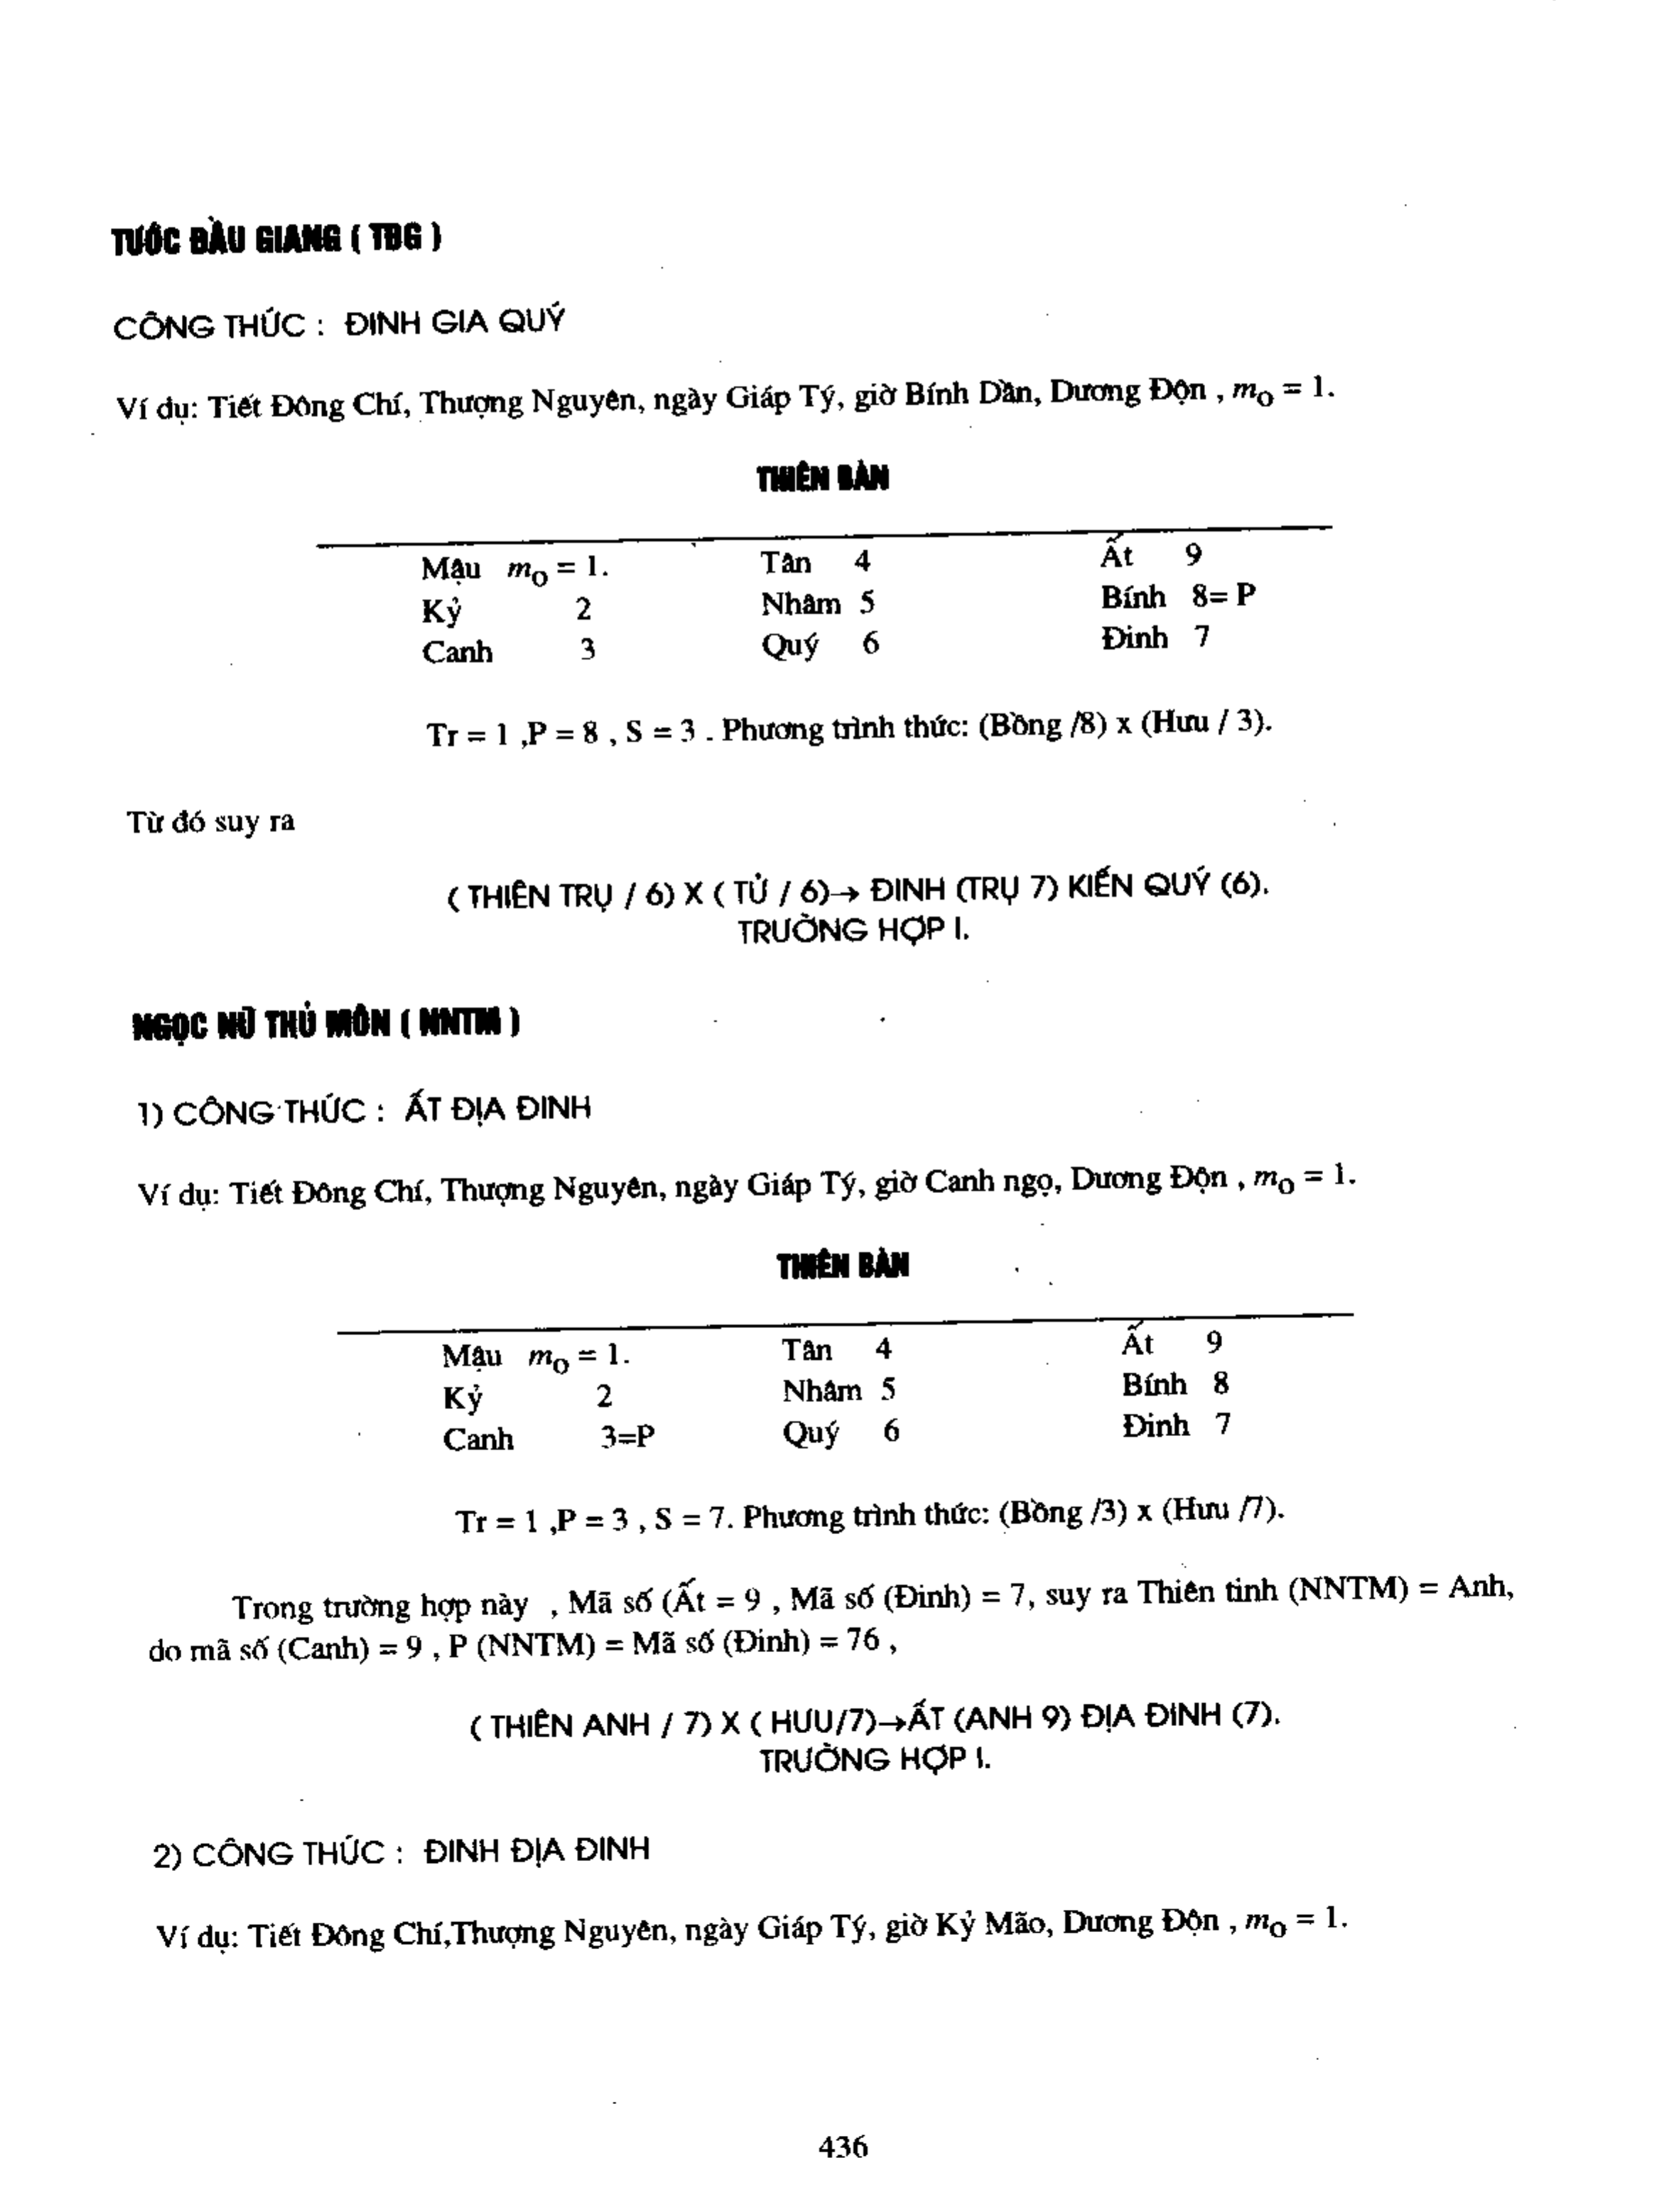 TƯỚC ĐẦU GIANG ( TĐG )
CÔNG THỨC : ĐINH GIA QUÝ
Ví dụ: Tiết Đông Chí, Thượng Nguyên, ngày Giáp Tý, giờ Bính Dần, Dương Độn , m₀ = 1.
THIÊN BÀN
Mậu m₀ = 1. Tân 4 Ất 9
Kỷ 2 Nhâm 5 Bính 8= P
Canh 3 Quý 6 Đinh 7
Tr = 1 ,P = 8 , S = 3 . Phương trình thức: (Bồng /8) x (Hưu / 3).
Từ đó suy ra
( THIÊN TRỤ / 6) X ( TỬ / 6)→ ĐINH (TRỤ 7) KIẾN QUÝ (6).
TRƯỜNG HỢP I.
NGỌC NỮ THỦ MÔN ( NNTM )
1) CÔNG THỨC : ẤT ĐỊA ĐINH
Ví dụ: Tiết Đông Chí, Thượng Nguyên, ngày Giáp Tý, giờ Canh ngọ, Dương Độn , m₀ = 1.
THIÊN BÀN
Mậu m₀ = 1. Tân 4 Ất 9
Kỷ 2 Nhâm 5 Bính 8
Canh 3=P Quý 6 Đinh 7
Tr = 1 ,P = 3 , S = 7. Phương trình thức: (Bồng /3) x (Hưu /7).
Trong trường hợp này , Mã số (Ất = 9 , Mã số (Đinh) = 7, suy ra Thiên tinh (NNTM) = Anh,
do mã số (Canh) = 9 , P (NNTM) = Mã số (Đinh) = 76 ,
( THIÊN ANH / 7) X ( HƯU/7)→ẤT (ANH 9) ĐỊA ĐINH (7).
TRƯỜNG HỢP I.
2) CÔNG THỨC : ĐINH ĐỊA ĐINH
Ví dụ: Tiết Đông Chí,Thượng Nguyên, ngày Giáp Tý, giờ Kỷ Mão, Dương Độn , m₀ = 1.
436